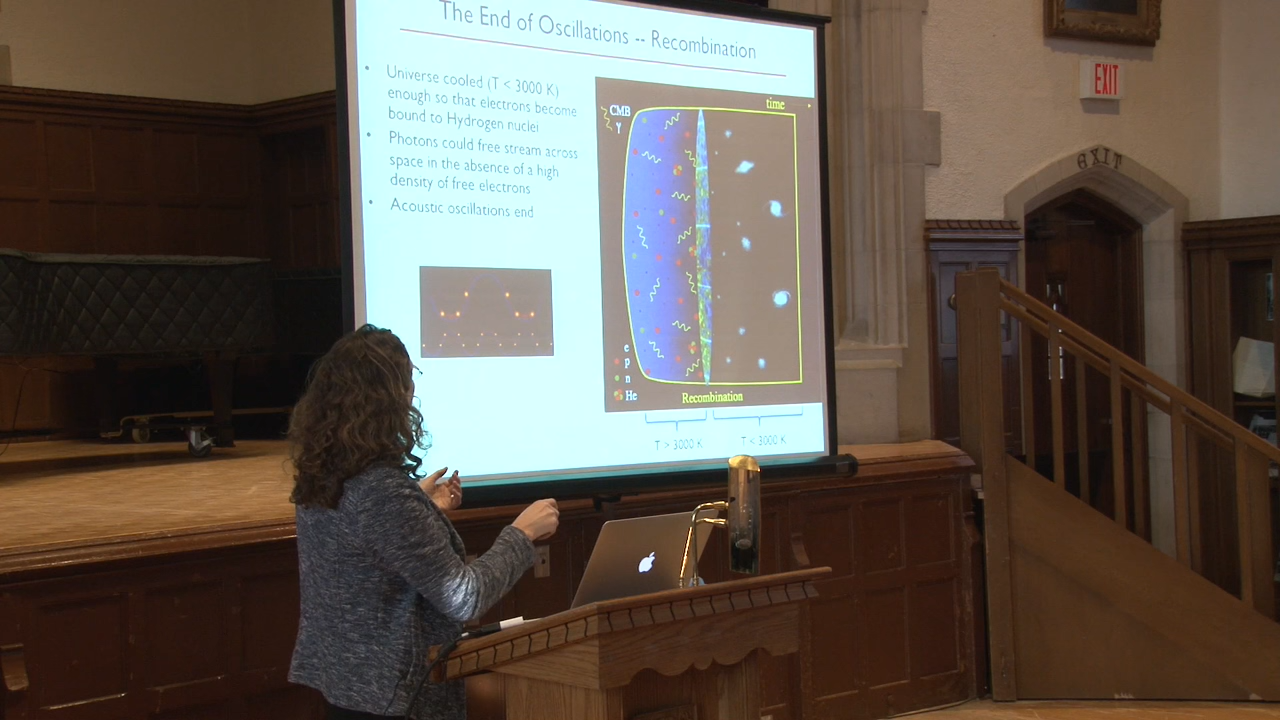 The End of Oscillations -- Recombination
• Universe cooled (T < 3000 K)
enough so that electrons become
bound to Hydrogen nuclei
• Photons could free stream across
space in the absence of a high
density of free electrons
• Acoustic oscillations end
time
CMB
γ
e
p
n
He
Recombination
T > 3000 K
T < 3000 K
EXIT
EXIT